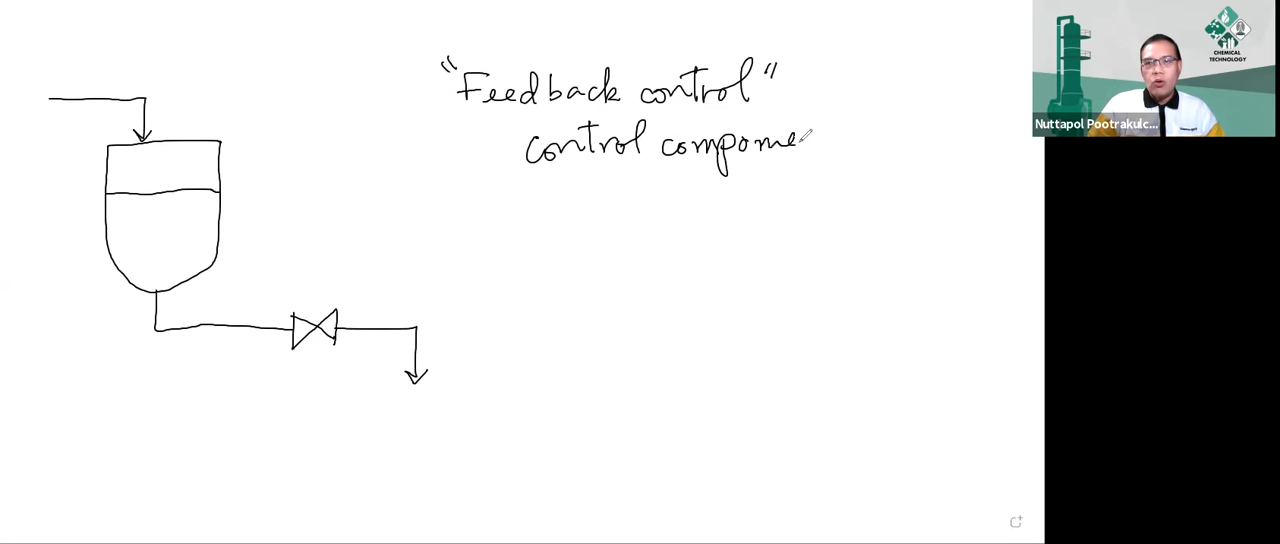 "Feedback control"
control compone
CHEMICAL
TECHNOLOGY
Nuttapol Pootrakulc...